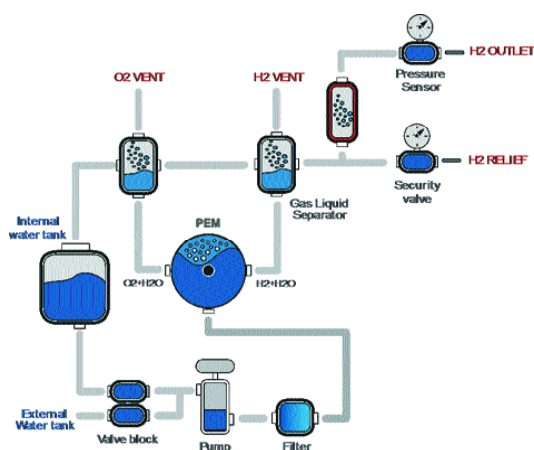 H2 OUTLET
Pressure
Sensor
O2 VENT
H2 VENT
H2 RELIEF
Security
valve
Gas Liquid
Separator
Internal
water tank
PEM
O2+H2O
H2+H2O
External
Water tank
Valve block
Pump
Filter